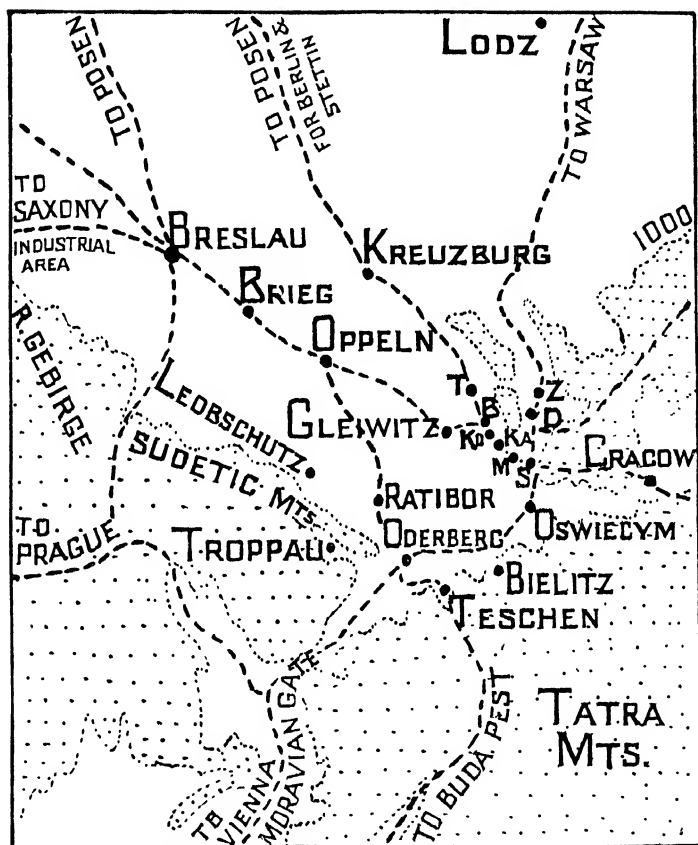 TO POSEN
TO POSEN
FOR BERLIN &
STETTIN
LODZ
TO WARSAW
TO
SAXONY
INDUSTRIAL
AREA
BRESLAU
KREUZBURG
1000
BRIEG
R. GEBIRGE
OPPELN
LEOBSCHUTZ
T
Z
B
D
GLEIWITZ
KO
KA
M
S
CRACOW
SUDETIC MTS.
RATIBOR
OSWIECYM
TO
PRAGUE
TROPPAU
ODERBERG
BIELITZ
TESCHEN
TATRA
MTS.
TO
VIENNA
MORAVIAN GATE
TO BUDA PEST